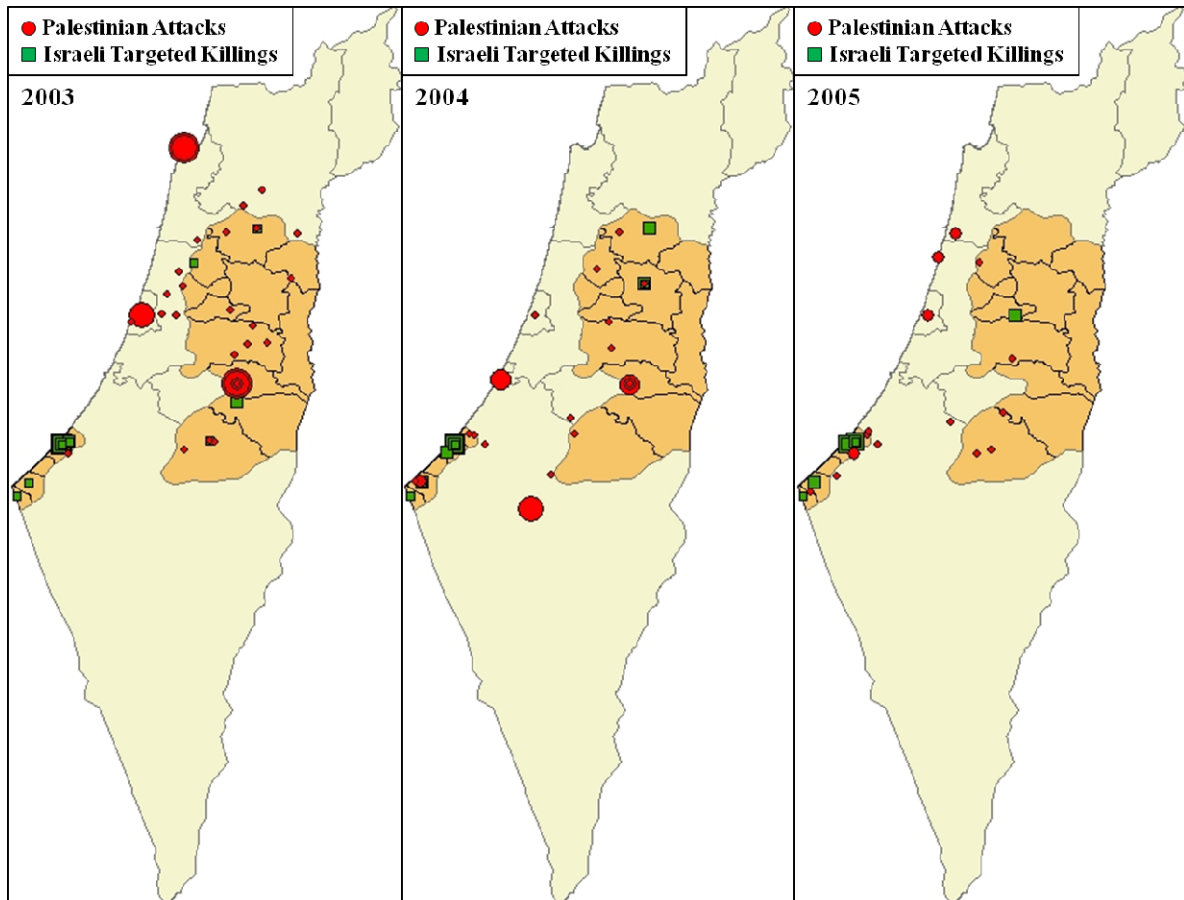 Palestinian Attacks
Israeli Targeted Killings
2003
Palestinian Attacks
Israeli Targeted Killings
2004
Palestinian Attacks
Israeli Targeted Killings
2005